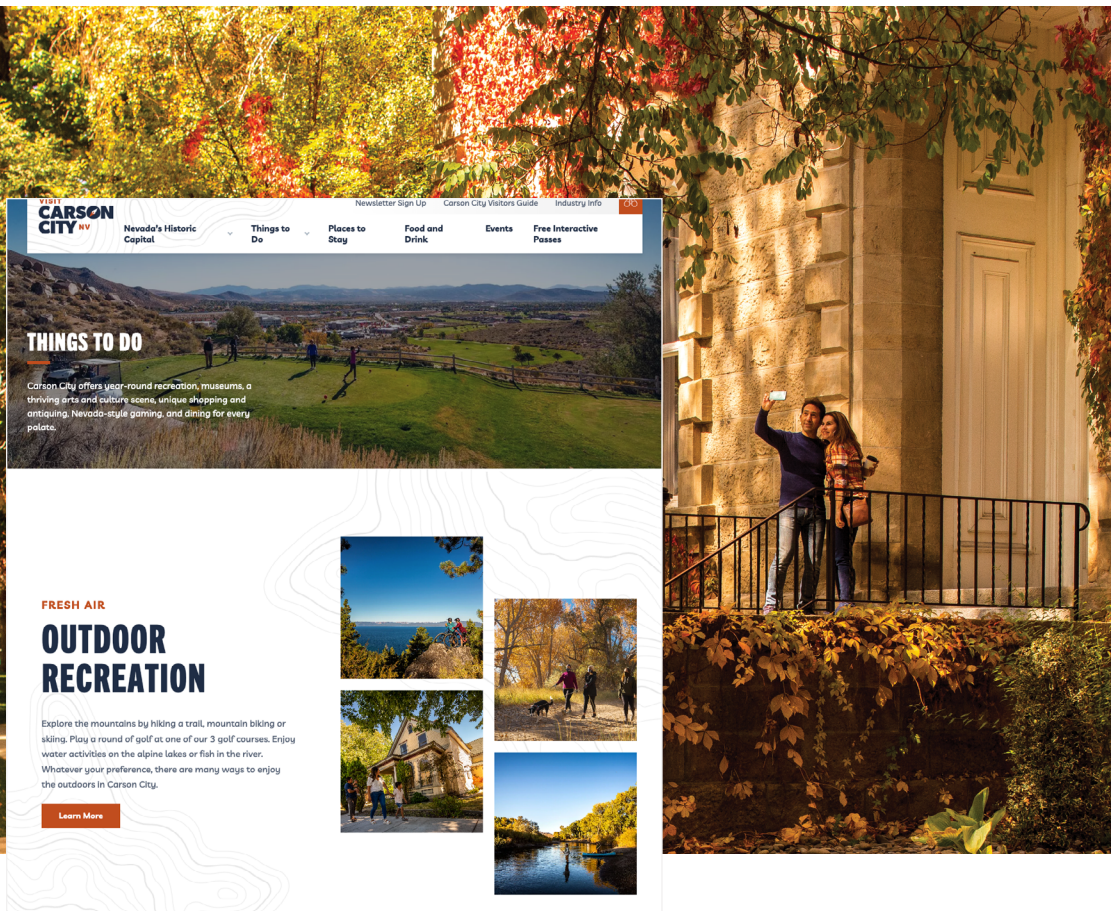 VISIT
CARSON
CITY NV
Newsletter Sign Up Carson City Visitors Guide Industry Info
Nevada's Historic Capital Things to Do Places to Stay Food and Drink Events Free Interactive Passes
THINGS TO DO
Carson City offers year-round recreation, museums, a
thriving arts and culture scene, unique shopping and
antiquing, Nevada-style gaming, and dining for every
palate.
FRESH AIR
OUTDOOR
RECREATION
Explore the mountains by hiking a trail, mountain biking or
skiing. Play a round of golf at one of our 3 golf courses. Enjoy
water activities on the alpine lakes or fish in the river.
Whatever your preference, there are many ways to enjoy
the outdoors in Carson City.
Learn More